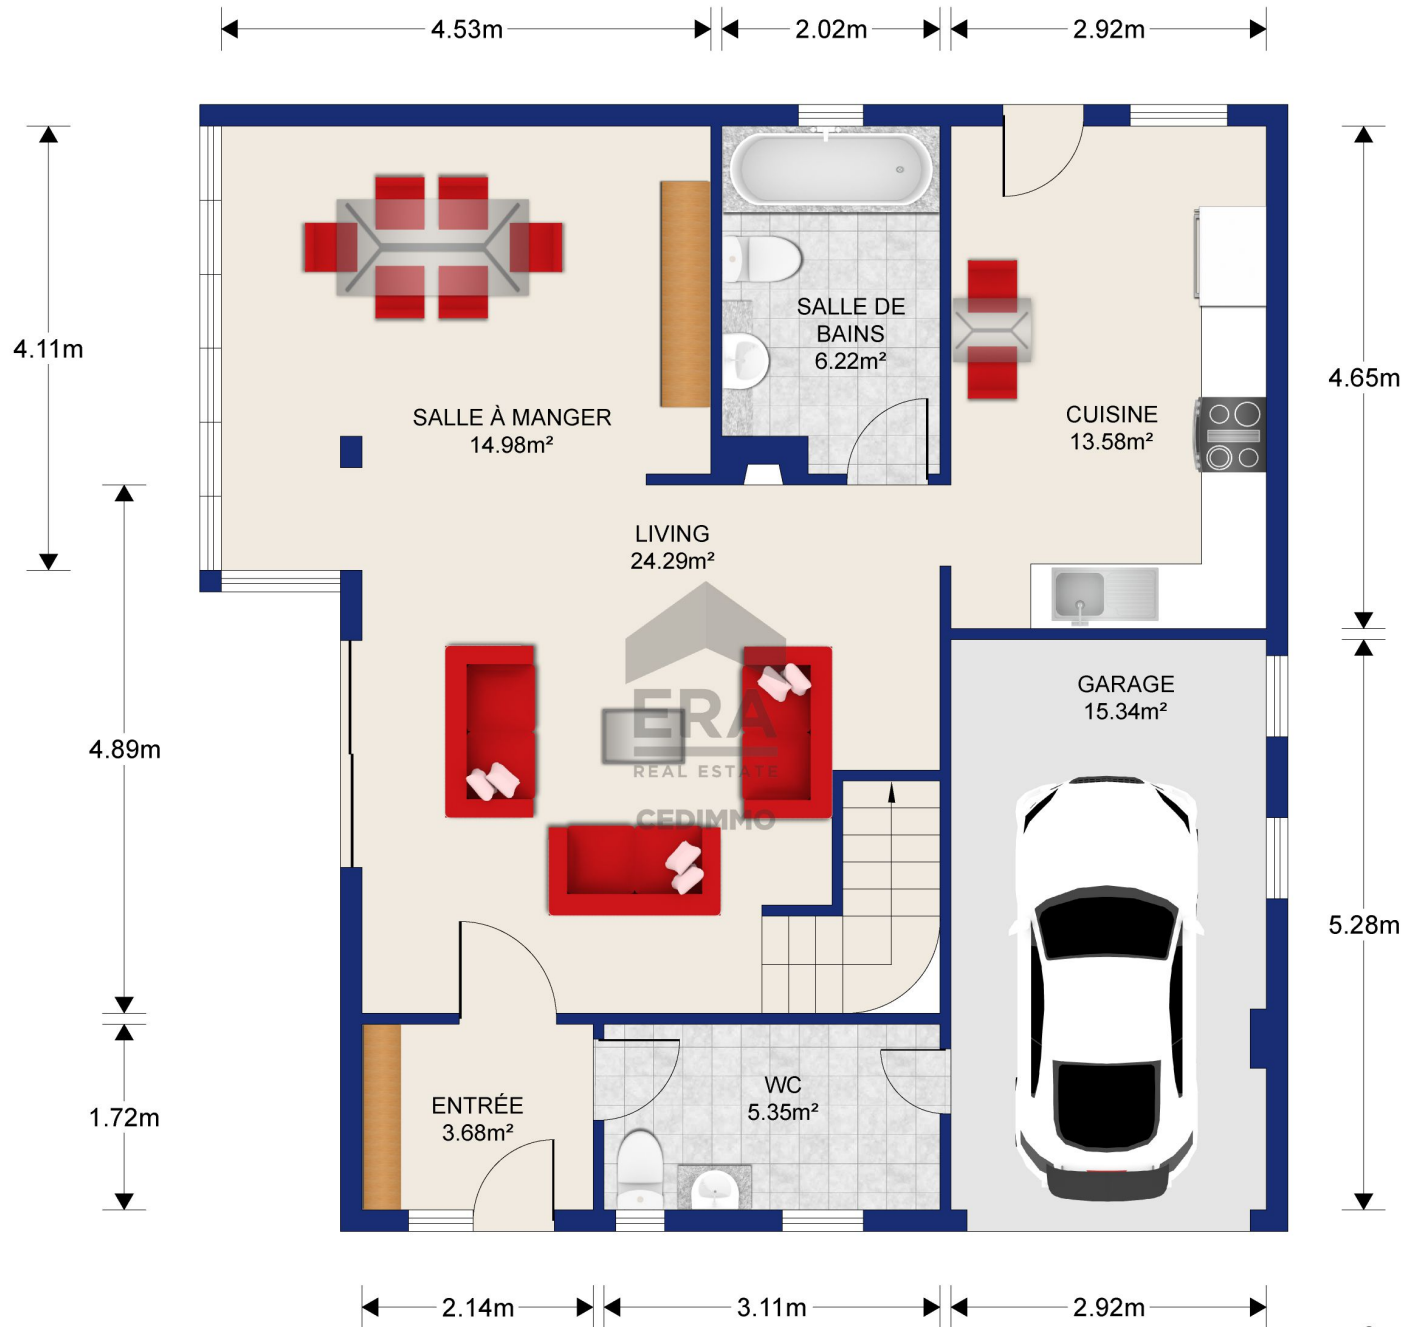 4.53m
2.02m
2.92m
4.11m
4.65m
SALLE DE
BAINS
6.22m²
SALLE À MANGER
14.98m²
CUISINE
13.58m²
LIVING
24.29m²
ERA
REAL ESTATE
CEDIMMO
GARAGE
15.34m²
4.89m
5.28m
WC
5.35m²
ENTRÉE
3.68m²
1.72m
2.14m
3.11m
2.92m